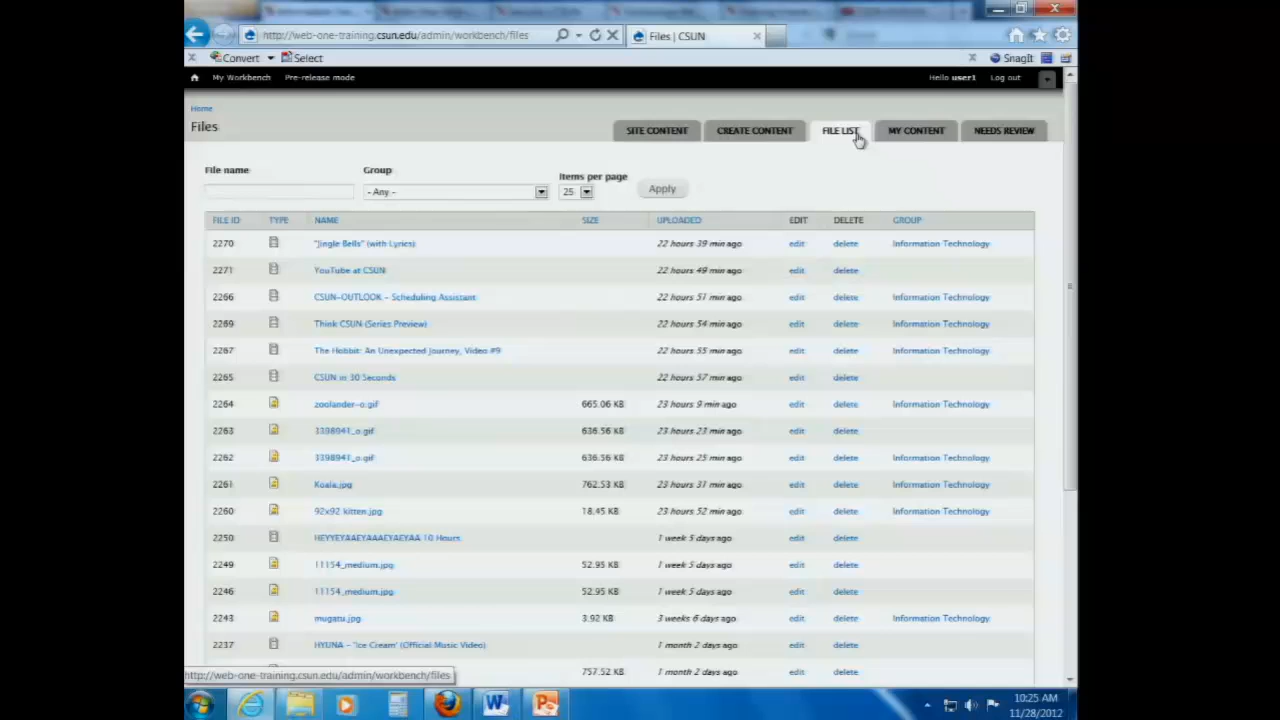 http://web-one-training.csun.edu/admin/workbench/files
Files | CSUN
Convert Select SnagIt
My Workbench Pre-release mode Hello user1 Log out
Home
Files
SITE CONTENT CREATE CONTENT FILE LIST MY CONTENT NEEDS REVIEW
File name Group Items per page
- Any - 25 Apply
FILE ID TYPE NAME SIZE UPLOADED EDIT DELETE GROUP
2270 "Jingle Bells" (with Lyrics) 22 hours 39 min ago edit delete Information Technology
2271 YouTube at CSUN 22 hours 49 min ago edit delete
2266 CSUN-OUTLOOK - Scheduling Assistant 22 hours 51 min ago edit delete Information Technology
2269 Think CSUN (Series Preview) 22 hours 54 min ago edit delete Information Technology
2267 The Hobbit: An Unexpected Journey, Video #9 22 hours 55 min ago edit delete Information Technology
2265 CSUN in 30 Seconds 22 hours 57 min ago edit delete
2264 zoolander-o.gif 665.06 KB 23 hours 9 min ago edit delete Information Technology
2263 3398941_o.gif 636.56 KB 23 hours 23 min ago edit delete
2262 3398941_o.gif 636.56 KB 23 hours 25 min ago edit delete Information Technology
2261 Koala.jpg 762.53 KB 23 hours 31 min ago edit delete Information Technology
2260 92x92 kitten.jpg 18.45 KB 23 hours 52 min ago edit delete Information Technology
2250 HEYYEYAAEYAAAEYAEYAA 10 Hours 1 week 5 days ago edit delete
2249 11154_medium.jpg 52.95 KB 1 week 5 days ago edit delete
2246 11154_medium.jpg 52.95 KB 1 week 5 days ago edit delete
2243 mugatu.jpg 3.92 KB 3 weeks 6 days ago edit delete Information Technology
2237 HYUNA - 'Ice Cream' (Official Music Video) 1 month 2 days ago edit delete
757.52 KB 1 month 2 days ago edit delete
http://web-one-training.csun.edu/admin/workbench/files
10:25 AM
11/28/2012